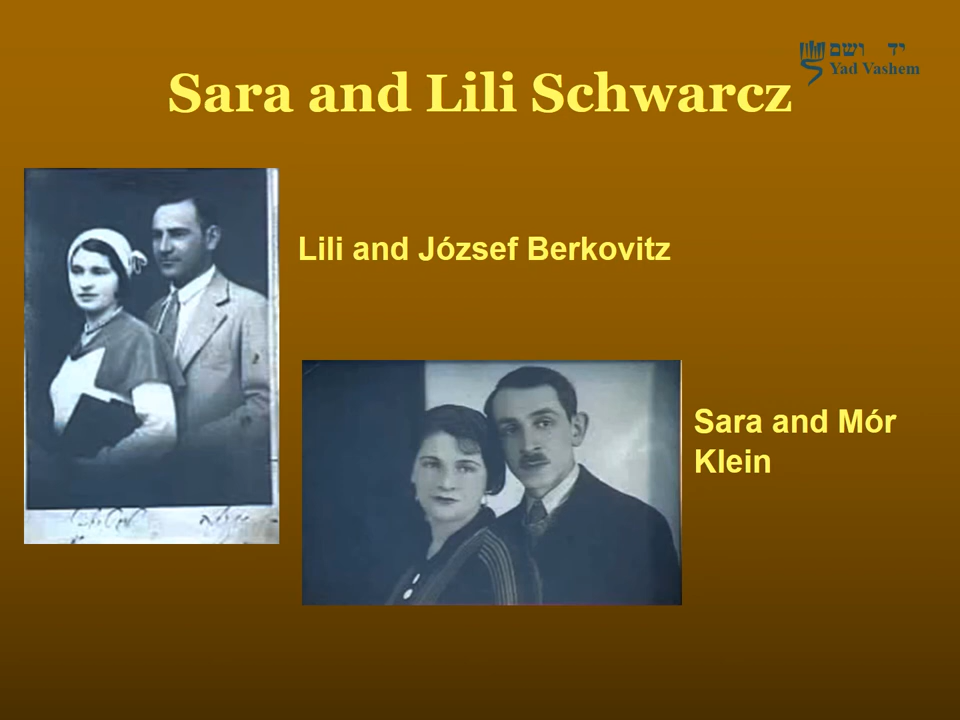 יד ושם
Yad Vashem
Sara and Lili Schwarcz
Lili and József Berkovitz
Sara and Mór
Klein